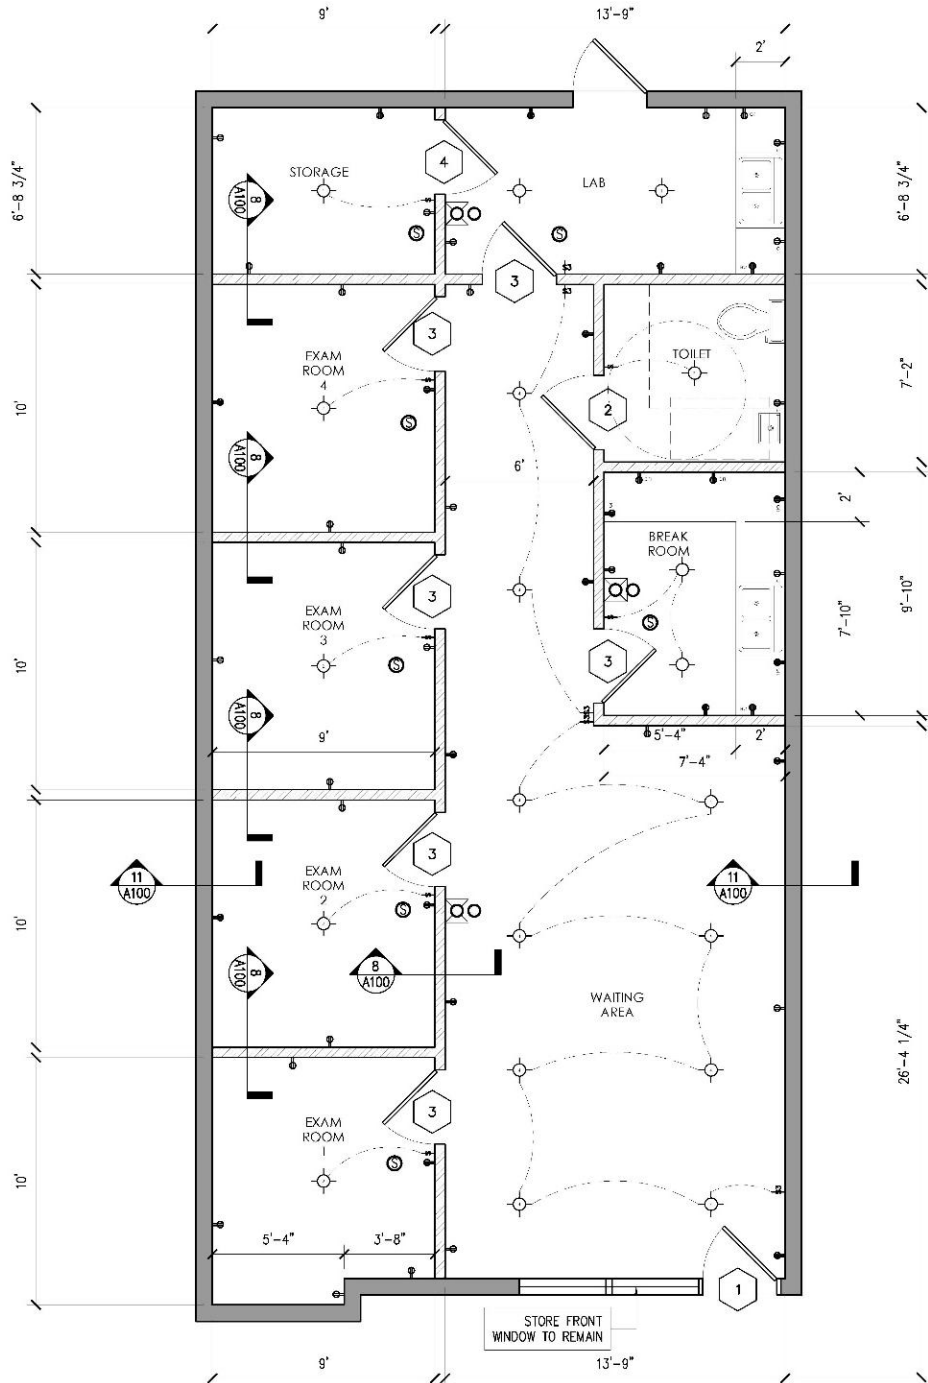 9'
13'-9"
2'
6'-8 3/4"
6'-8 3/4"
STORAGE
4
LAB
8
A100
S
S
3
3
EXAM
ROOM
4
TOILET
7'-2"
10'
2
S
8
A100
6'
2'
BREAK
ROOM
9'-10"
7'-10"
3
EXAM
ROOM
3
S
3
10'
S
8
A100
9'
5'-4"
2'
7'-4"
3
11
A100
EXAM
ROOM
2
11
A100
S
10'
8
A100
8
A100
WAITING
AREA
26'-4 1/4"
3
EXAM
ROOM
1
S
10'
5'-4"
3'-8"
1
STORE FRONT
WINDOW TO REMAIN
9'
13'-9"